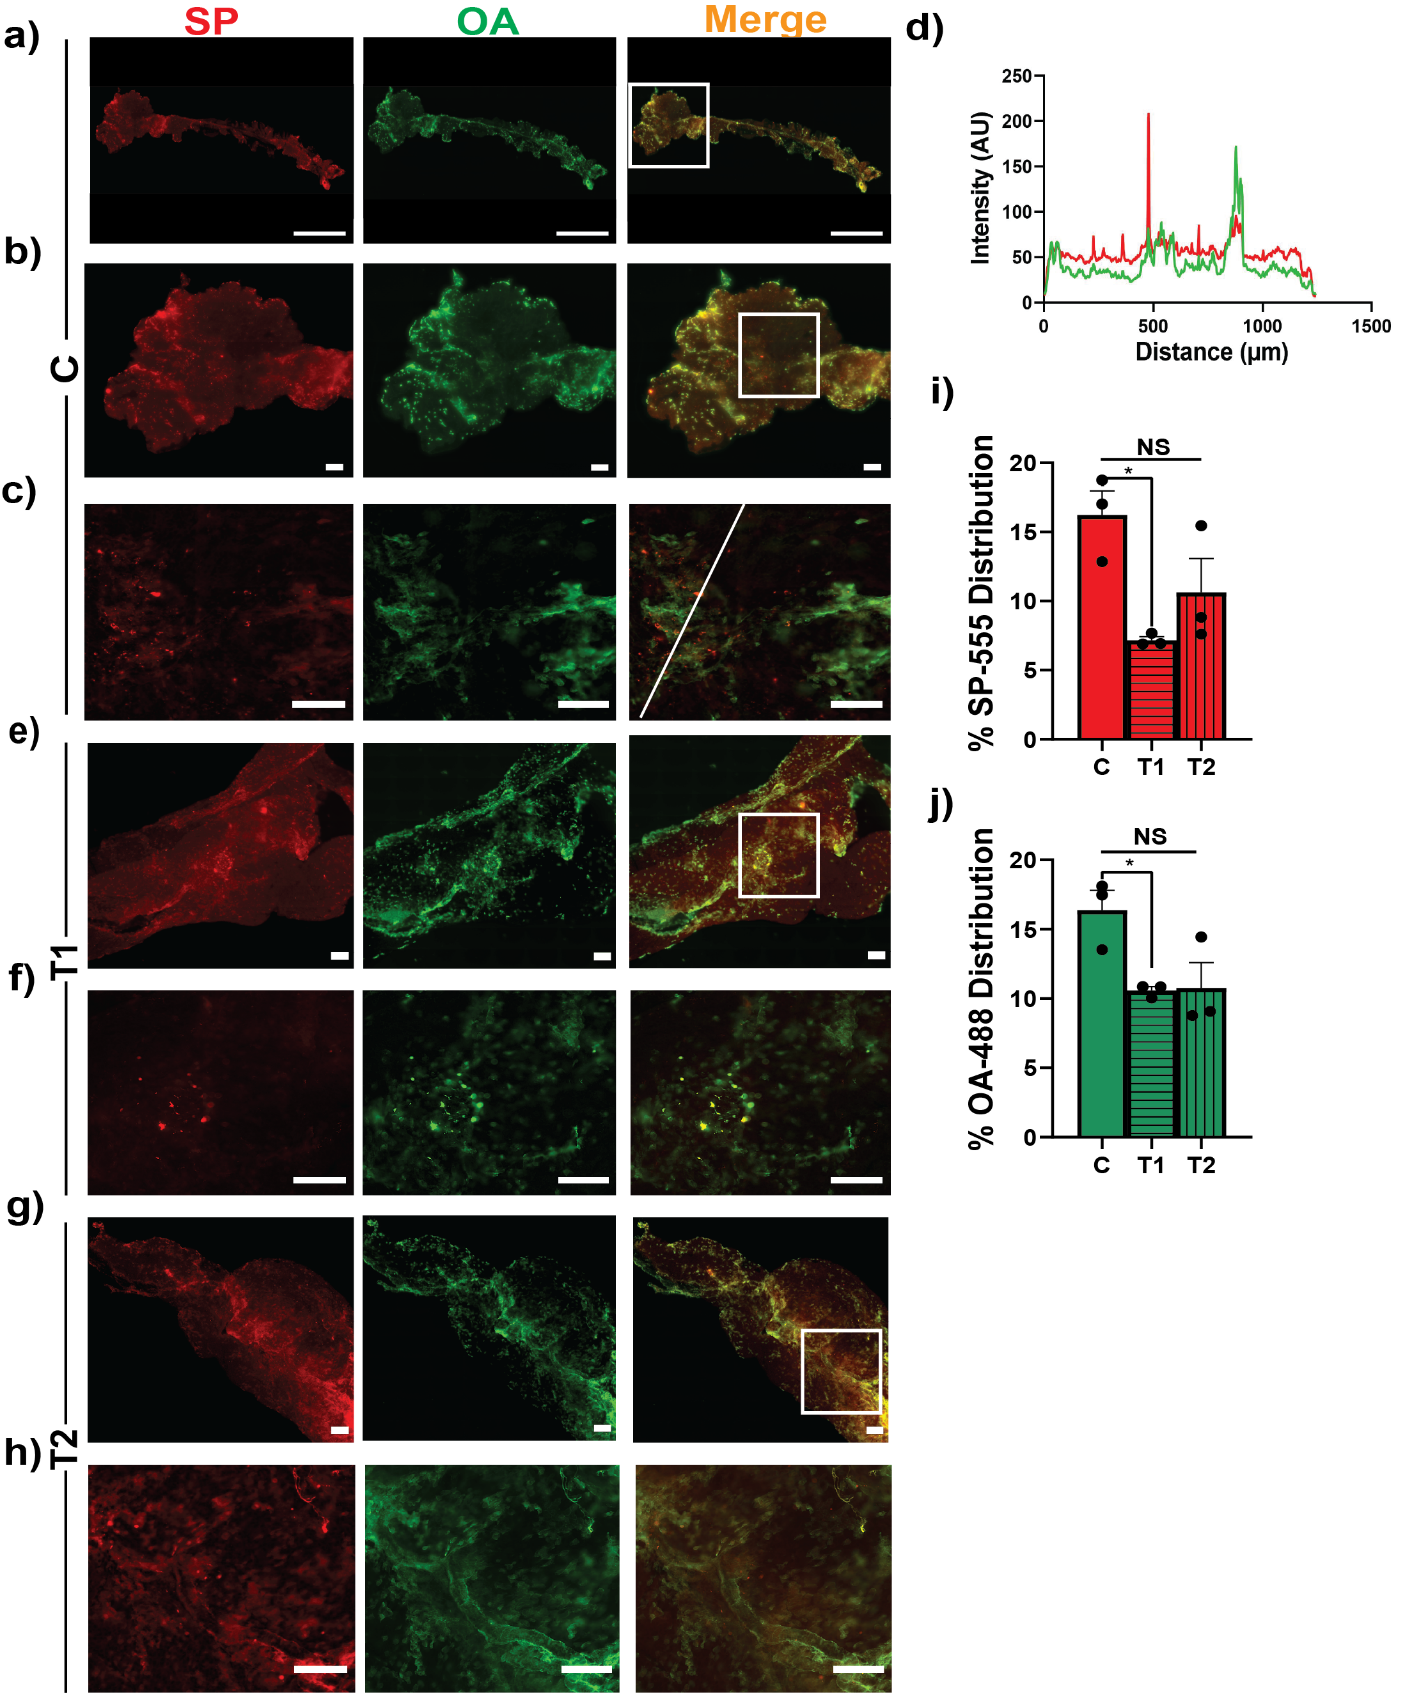 SP OA Merge
a)
b)
c)
C
e)
f)
T1
g)
h)
T2
d)
Intensity (AU)
250
200
150
100
50
0
0 500 1000 1500
Distance (µm)
i)
% SP-555 Distribution
NS
*
20
15
10
5
0
C T1 T2
j)
% OA-488 Distribution
NS
*
20
15
10
5
0
C T1 T2